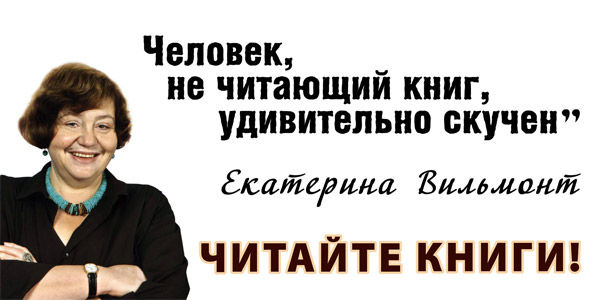 Человек,
не читающий книг,
удивительно скучен”
Екатерина Вильмонт
ЧИТАЙТЕ КНИГИ!